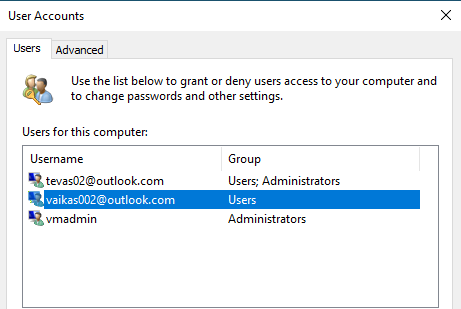 User Accounts
Users Advanced
Use the list below to grant or deny users access to your computer and
to change passwords and other settings.
Users for this computer:
Username Group
tevas02@outlook.com Users; Administrators
vaikas002@outlook.com Users
vmadmin Administrators